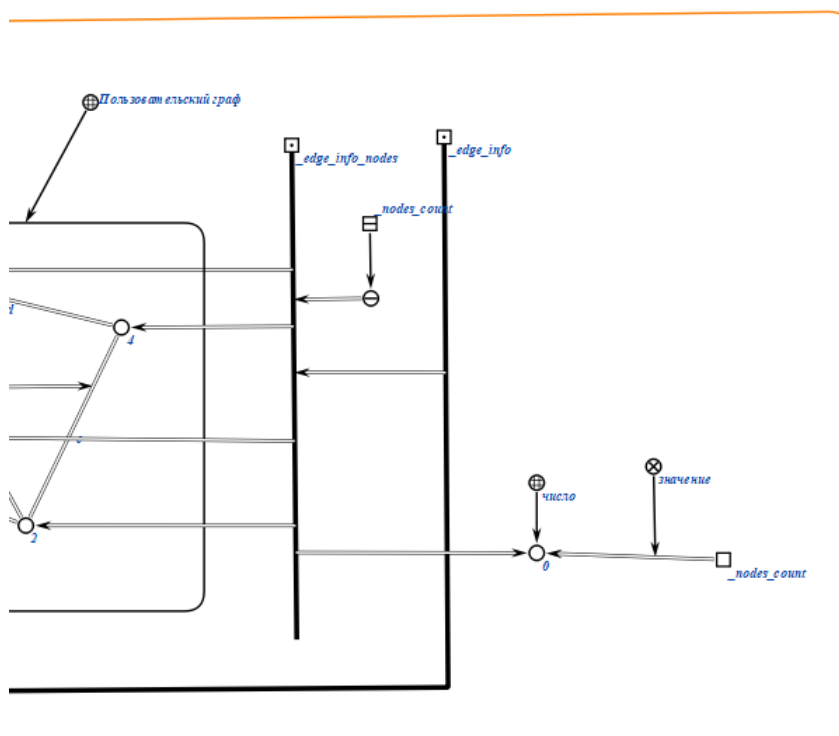 Пользовательский граф
_edge_info_nodes
_edge_info
_nodes_count
4
число
значение
2
0
_nodes_count